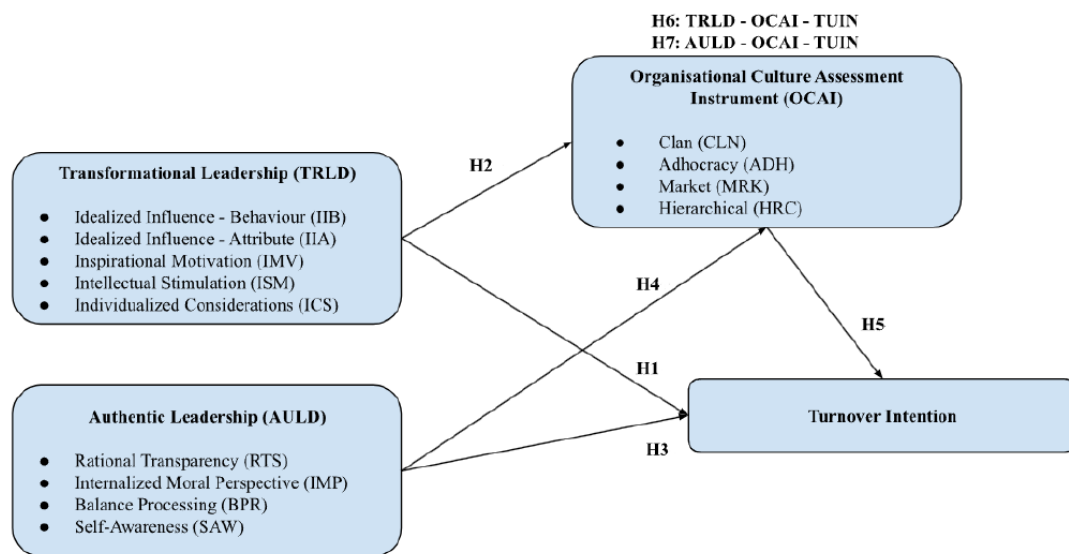 H6: TRLD - OCAI - TUIN
H7: AULD - OCAI - TUIN
Organisational Culture Assessment
Instrument (OCAI)
● Clan (CLN)
● Adhocracy (ADH)
● Market (MRK)
● Hierarchical (HRC)
H2
Transformational Leadership (TRLD)
● Idealized Influence - Behaviour (IIB)
● Idealized Influence - Attribute (IIA)
● Inspirational Motivation (IMV)
● Intellectual Stimulation (ISM)
● Individualized Considerations (ICS)
H4
H5
H1
H3
Authentic Leadership (AULD)
● Rational Transparency (RTS)
● Internalized Moral Perspective (IMP)
● Balance Processing (BPR)
● Self-Awareness (SAW)
Turnover Intention